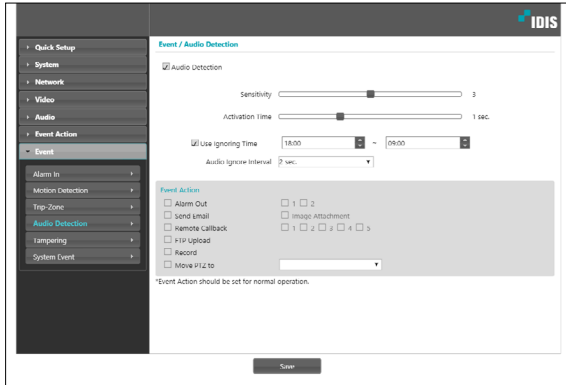 IDIS
Quick Setup
System
Network
Video
Audio
Event Action
Event
Alarm In
Motion Detection
Trip-Zone
Audio Detection
Tampering
System Event
Event / Audio Detection
Audio Detection
Sensitivity 3
Activation Time 1 sec.
Use Ignoring Time 18:00 ~ 09:00
Audio Ignore Interval 2 sec.
Event Action
Alarm Out 1 2
Send Email Image Attachment
Remote Callback 1 2 3 4 5
FTP Upload
Record
Move PTZ to
*Event Action should be set for normal operation.
Save